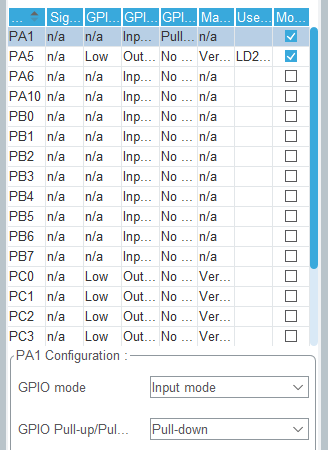 ... Sig... GPI... GPI... GPI... Ma... Use... Mo...
PA1 n/a n/a Inp... Pull... n/a
PA5 n/a Low Out... No ... Ver... LD2...
PA6 n/a n/a Inp... No ... n/a
PA10 n/a n/a Inp... No ... n/a
PB0 n/a n/a Inp... No ... n/a
PB1 n/a n/a Inp... No ... n/a
PB2 n/a n/a Inp... No ... n/a
PB3 n/a n/a Inp... No ... n/a
PB4 n/a n/a Inp... No ... n/a
PB5 n/a n/a Inp... No ... n/a
PB6 n/a n/a Inp... No ... n/a
PB7 n/a n/a Inp... No ... n/a
PC0 n/a Low Out... No ... Ver...
PC1 n/a Low Out... No ... Ver...
PC2 n/a Low Out... No ... Ver...
PC3 n/a Low Out... No ... Ver...
PA1 Configuration :
GPIO mode Input mode
GPIO Pull-up/Pul... Pull-down